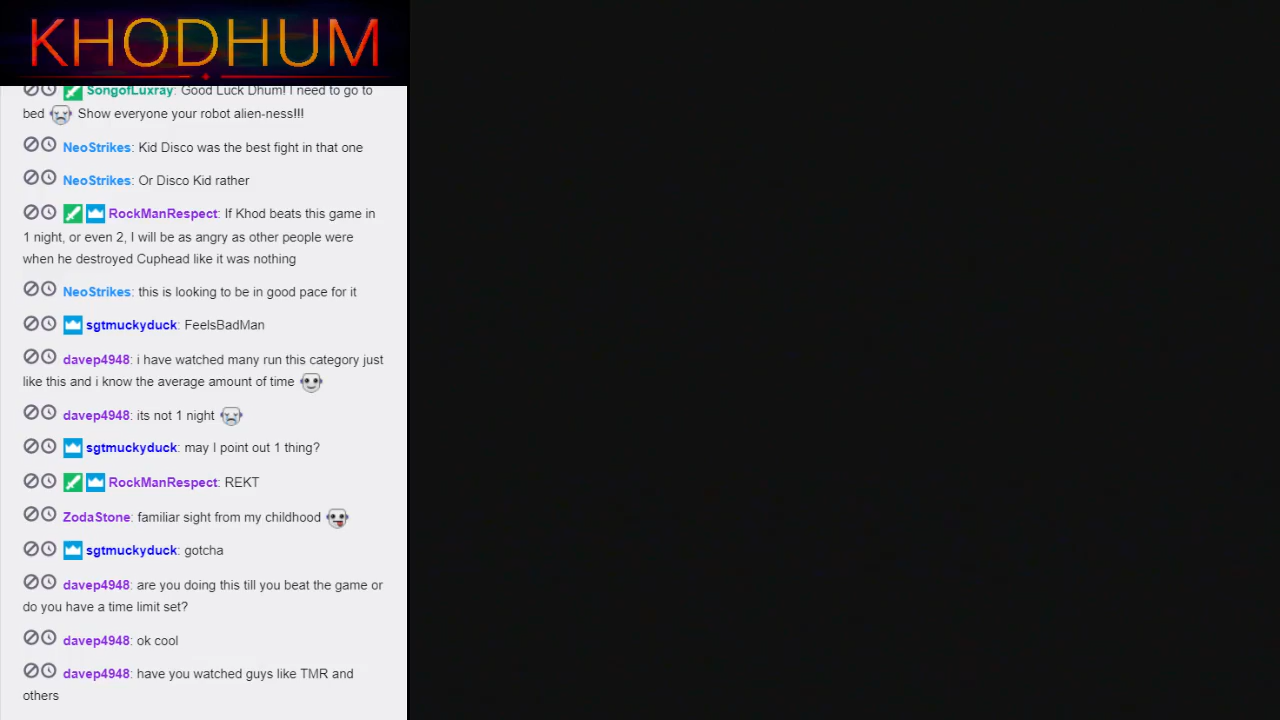 KHODHUM
SongofLuxray: Good Luck Dhum! I need to go to
bed Show everyone your robot alien-ness!!!
NeoStrikes: Kid Disco was the best fight in that one
NeoStrikes: Or Disco Kid rather
RockManRespect: If Khod beats this game in
1 night, or even 2, I will be as angry as other people were
when he destroyed Cuphead like it was nothing
NeoStrikes: this is looking to be in good pace for it
sgtmuckyduck: FeelsBadMan
davep4948: i have watched many run this category just
like this and i know the average amount of time
davep4948: its not 1 night
sgtmuckyduck: may I point out 1 thing?
RockManRespect: REKT
ZodaStone: familiar sight from my childhood
sgtmuckyduck: gotcha
davep4948: are you doing this till you beat the game or
do you have a time limit set?
davep4948: ok cool
davep4948: have you watched guys like TMR and
others